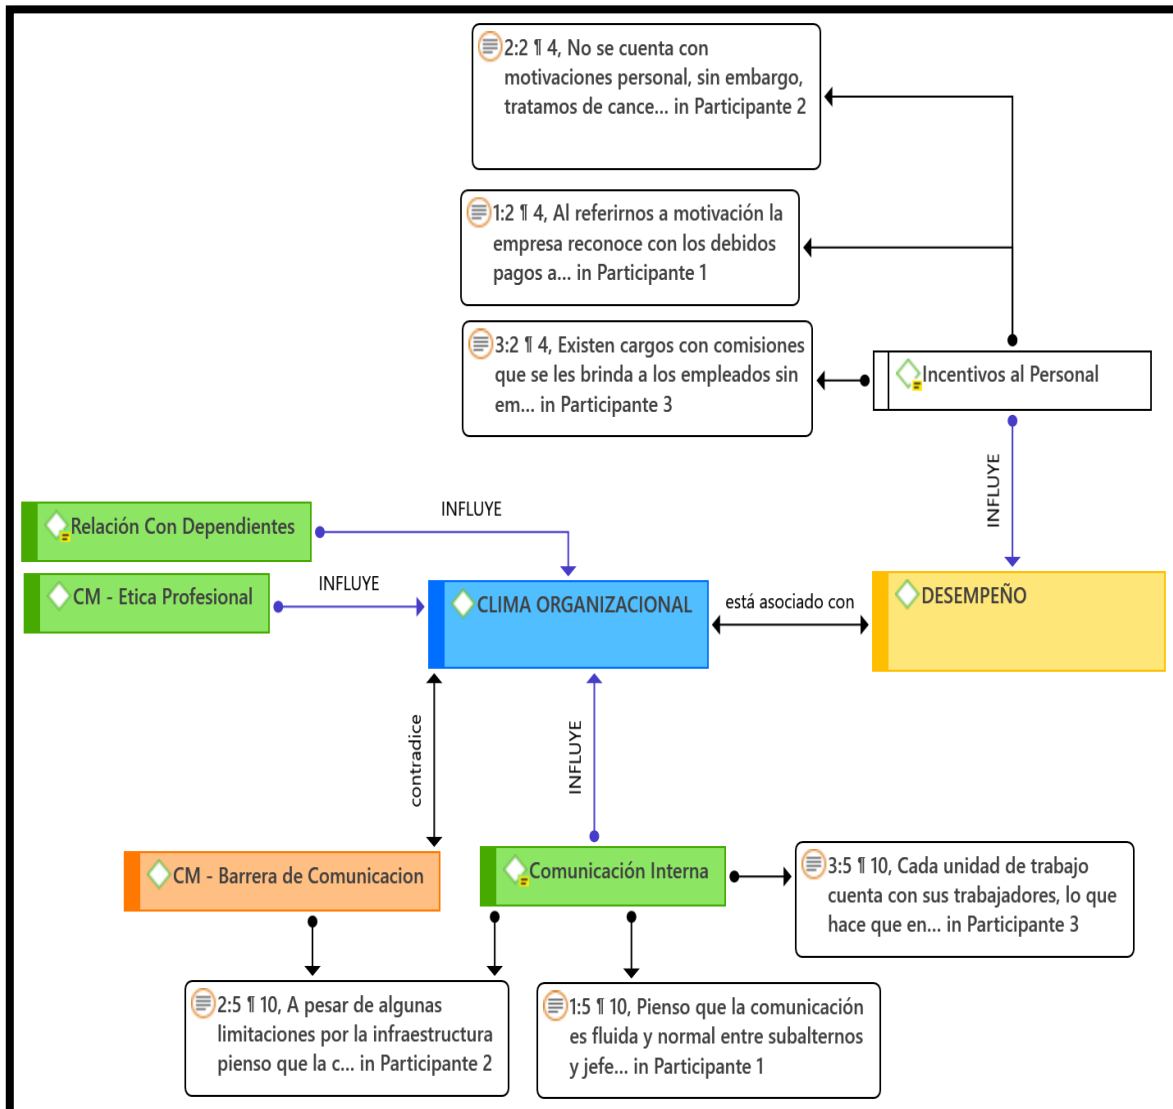 2:2 ¶ 4, No se cuenta con
motivaciones personal, sin embargo,
tratamos de cance... in Participante 2
1:2 ¶ 4, Al referirnos a motivación la
empresa reconoce con los debidos
pagos a... in Participante 1
3:2 ¶ 4, Existen cargos con comisiones
que se les brinda a los empleados sin
em... in Participante 3
Incentivos al Personal
INFLUYE
Relación Con Dependientes
INFLUYE
CM - Etica Profesional
INFLUYE
CLIMA ORGANIZACIONAL
está asociado con
DESEMPEÑO
contradice
INFLUYE
CM - Barrera de Comunicacion
Comunicación Interna
3:5 ¶ 10, Cada unidad de trabajo
cuenta con sus trabajadores, lo que
hace que en... in Participante 3
2:5 ¶ 10, A pesar de algunas
limitaciones por la infraestructura
pienso que la c... in Participante 2
1:5 ¶ 10, Pienso que la comunicación
es fluida y normal entre subalternos
y jefe... in Participante 1